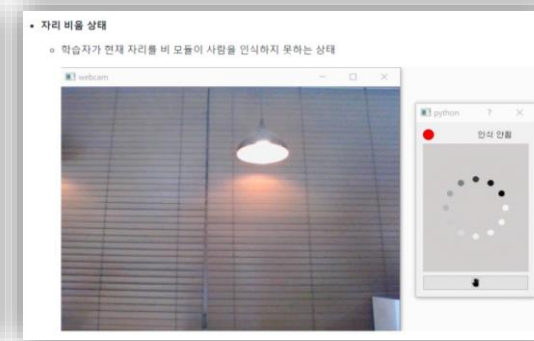 • 자리 비움 상태
○ 학습자가 현재 자리를 비 모듈이 사람을 인식하지 못하는 상태
webcam
python
인식 안됨